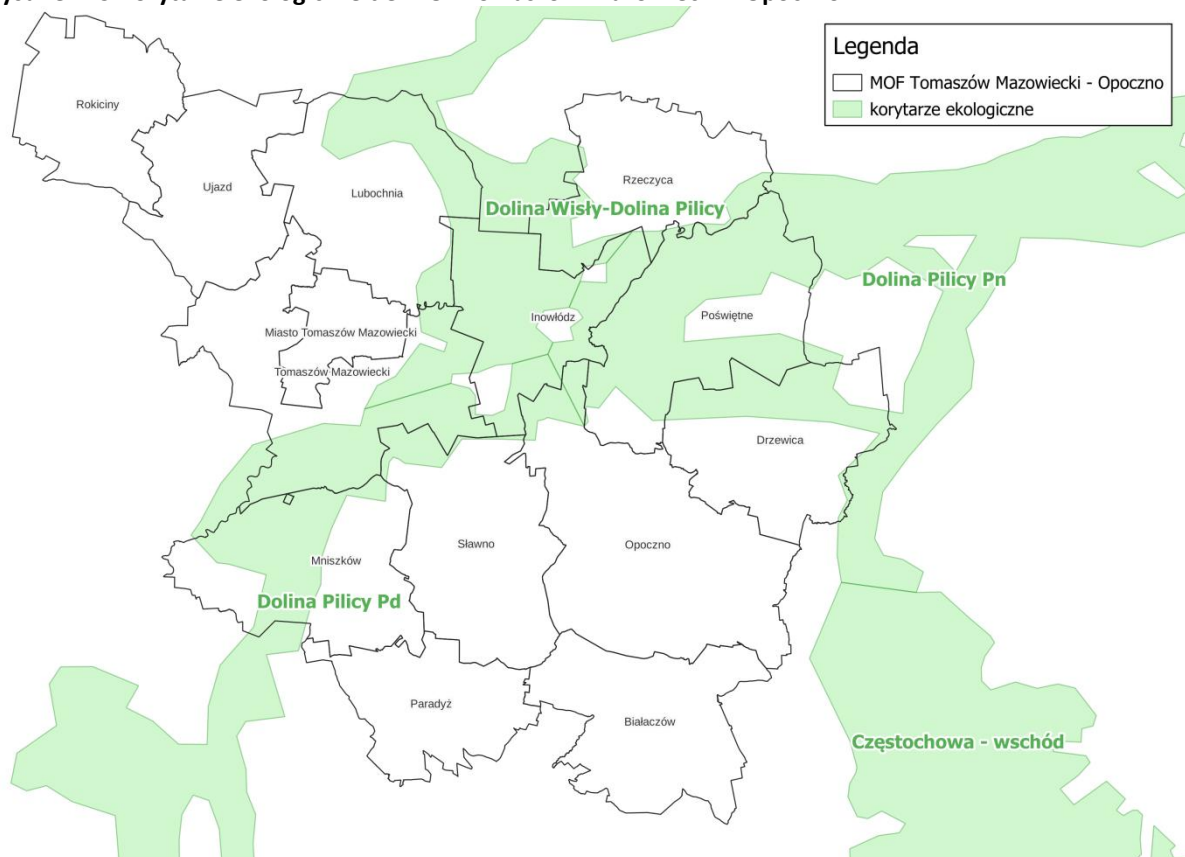 Legenda
MOF Tomaszów Mazowiecki - Opoczno
korytarze ekologiczne
Rokiciny
Ujazd
Lubochnia
Rzeczyca
Dolina Wisły-Dolina Pilicy
Dolina Pilicy Pn
Inowłódz
Poświętne
Miasto Tomaszów Mazowiecki
Tomaszów Mazowiecki
Drzewica
Sławno
Opoczno
Mniszków
Dolina Pilicy Pd
Paradyż
Białaczów
Częstochowa - wschód